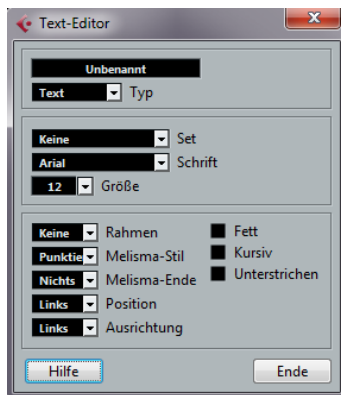 Text-Editor
Unbenannt
Text Typ
Keine Set
Arial Schrift
12 Größe
Keine Rahmen Fett
Punktie Melisma-Stil Kursiv
Nichts Melisma-Ende Unterstrichen
Links Position
Links Ausrichtung
Hilfe Ende